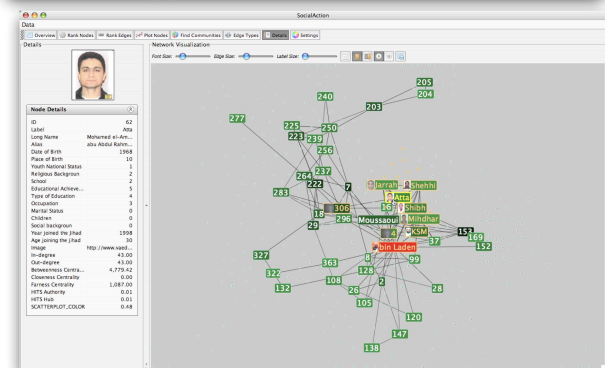 SocialAction
Data
Overview Rank Nodes Rank Edges Plot Nodes Find Communities Edge Types Details Settings
Details
Network Visualization
Font Size: Edge Size: Label Size:
Node Details
ID 62
Label Atta
Long Name Mohamed el-Am...
Alias abu Abdul Rahm...
Date of Birth 1968
Place of Birth 10
Youth National Status 1
Religious Backgroun 2
School 2
Educational Achieve... 5
Type of Education 4
Occupation 3
Marital Status 0
Children 0
Social background 0
Year joined the Jihad 1998
Age joining the Jihad 30
Image http://www.vaed...
In-degree 43.00
Out-degree 43.00
Betweenness Centra... 4,779.42
Closeness Centrality 0.00
Farness Centrality 1,087.00
HITS Authority 0.01
HITS Hub 0.01
SCATTERPLOT_COLOR 0.48
205
204
240
203
277
225
250
223
239
256
237
264
222
7
283
Jarrah
Shehhi
Atta
306
16
Shibh
18
296
Moussaoui
Mihdhar
29
KSM
153
4
37
169
152
bin Laden
327
363
8
99
322
128
108
2
132
26
28
105
120
147
138